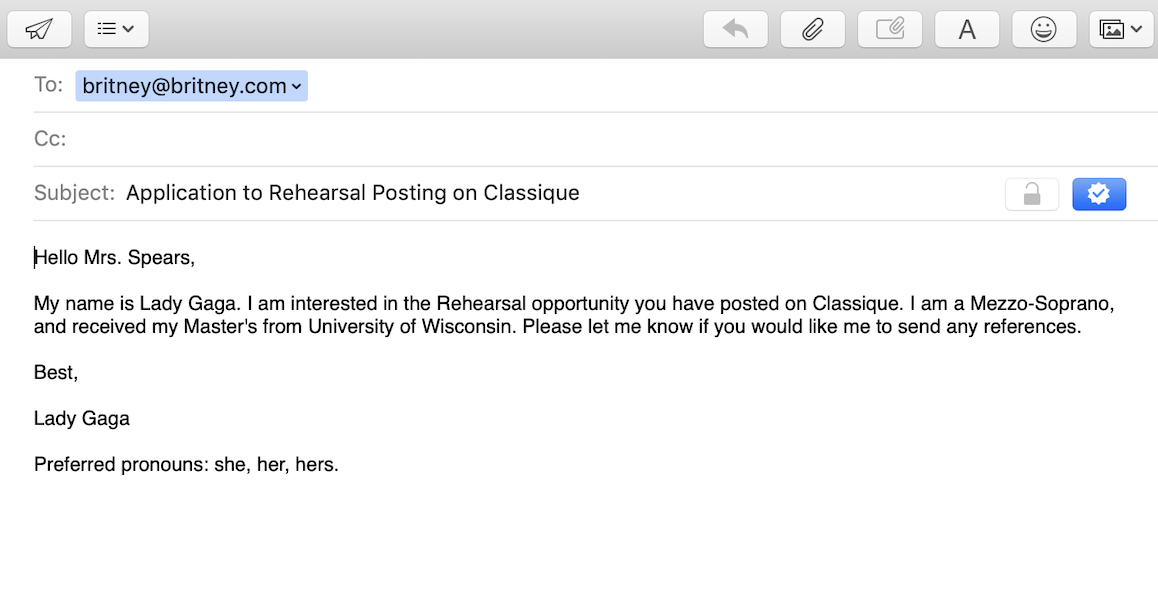 To: britney@britney.com
Cc:
Subject: Application to Rehearsal Posting on Classique
Hello Mrs. Spears,
My name is Lady Gaga. I am interested in the Rehearsal opportunity you have posted on Classique. I am a Mezzo-Soprano,
and received my Master's from University of Wisconsin. Please let me know if you would like me to send any references.
Best,
Lady Gaga
Preferred pronouns: she, her, hers.